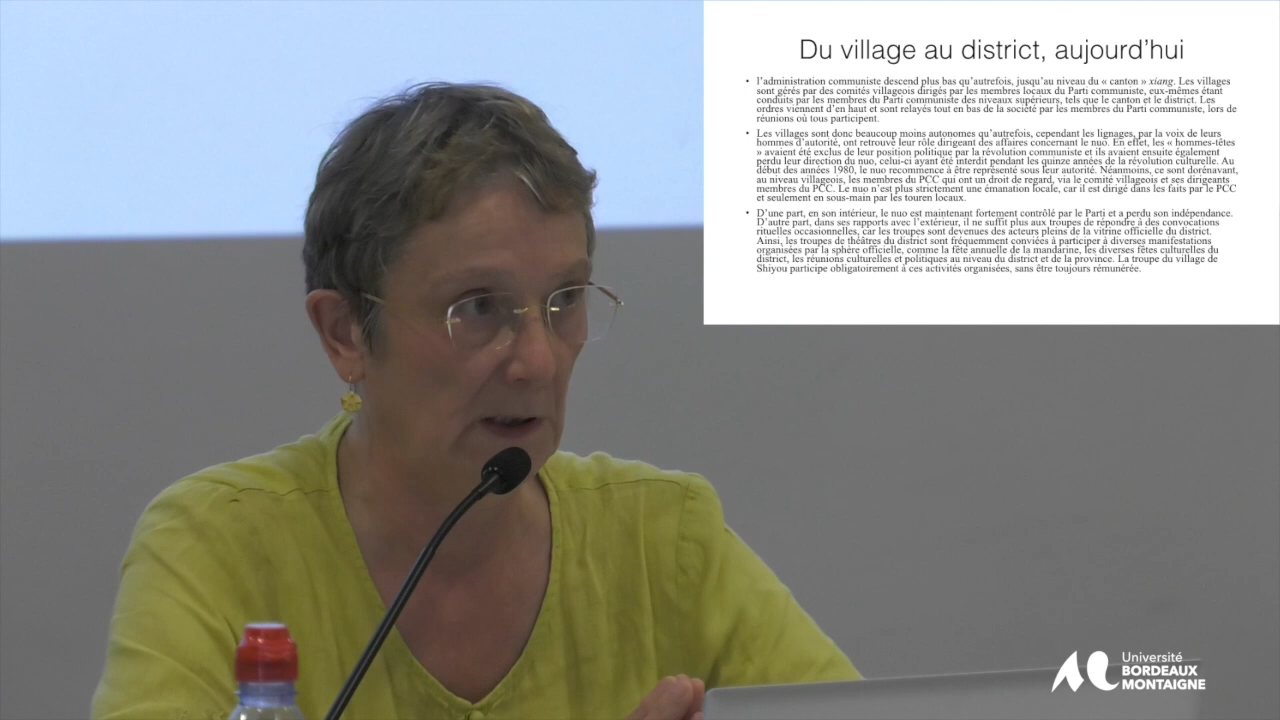 Du village au district, aujourd’hui
• l’administration communiste descend plus bas qu’autrefois, jusqu’au niveau du « canton » xiang. Les villages
sont gérés par des comités villageois dirigés par les membres locaux du Parti communiste, eux-mêmes étant
conduits par les membres du Parti communiste des niveaux supérieurs, tels que le canton et le district. Les
ordres viennent d’en haut et sont relayés tout en bas de la société par les membres du Parti communiste, lors de
réunions où tous participent.
• Les villages sont donc beaucoup moins autonomes qu’autrefois, cependant les lignages, par la voix de leurs
hommes d’autorité, ont retrouvé leur rôle dirigeant des affaires concernant le nuo. En effet, les « hommes-têtes
» avaient été exclus de leur position politique par la révolution communiste et ils avaient ensuite également
perdu leur direction du nuo, celui-ci ayant été interdit pendant les quinze années de la révolution culturelle. Au
début des années 1980, le nuo recommence à être représenté sous leur autorité. Néanmoins, ce sont dorénavant,
au niveau villageois, les membres du PCC qui ont un droit de regard, via le comité villageois et ses dirigeants
membres du PCC. Le nuo n’est plus strictement une émanation locale, car il est dirigé dans les faits par le PCC
et seulement en sous-main par les touren locaux.
• D’une part, en son intérieur, le nuo est maintenant fortement contrôlé par le Parti et a perdu son indépendance.
D’autre part, dans ses rapports avec l’extérieur, il ne suffit plus aux troupes de répondre à des convocations
rituelles occasionnelles, car les troupes sont devenues des acteurs pleins de la vitrine officielle du district.
Ainsi, les troupes de théâtres du district sont fréquemment conviées à participer à diverses manifestations
organisées par la sphère officielle, comme la fête annuelle de la mandarine, les diverses fêtes culturelles du
district, les réunions culturelles et politiques au niveau du district et de la province. La troupe du village de
Shiyou participe obligatoirement à ces activités organisées, sans être toujours rémunérée.
Université
BORDEAUX
MONTAIGNE